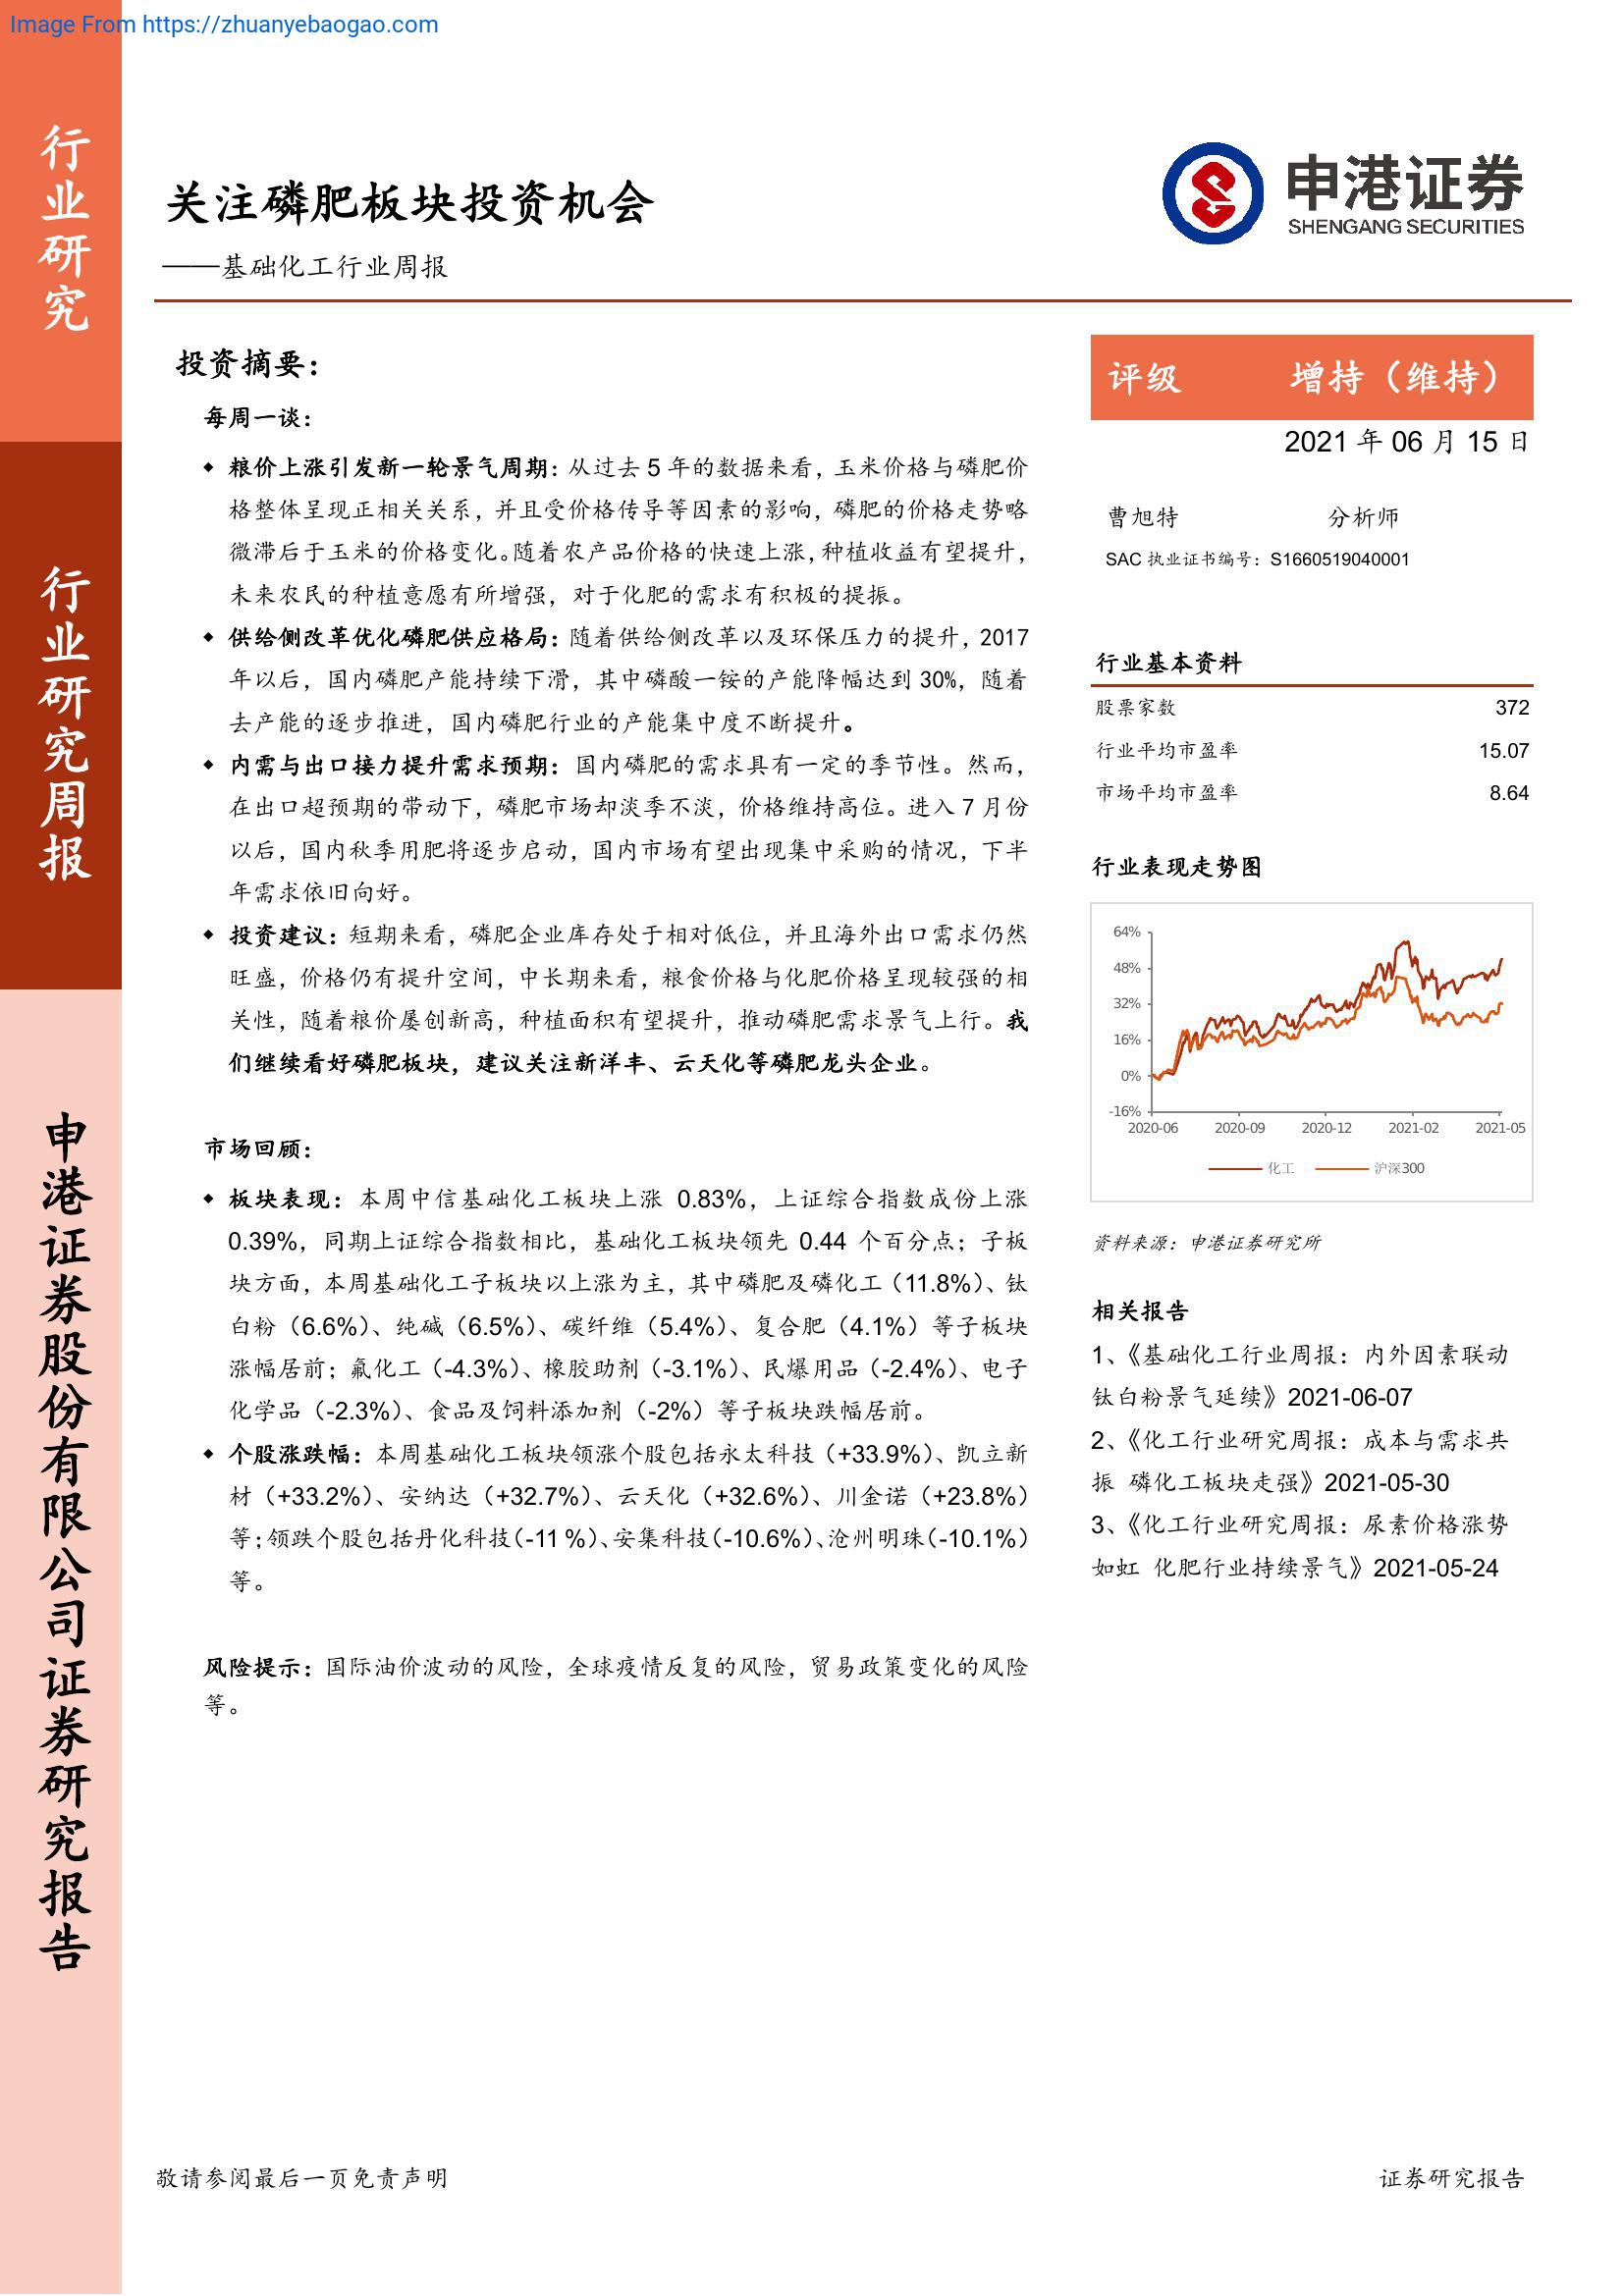 Image From https://zhuanyebaogao.com
行业研究
行业研究周报
申港证券股份有限公司证券研究报告
关注磷肥板块投资机会
——基础化工行业周报
申港证券
SHENGANG SECURITIES
投资摘要：
每周一谈：
◆ 粮价上涨引发新一轮景气周期：从过去 5 年的数据来看，玉米价格与磷肥价
格整体呈现正相关关系，并且受价格传导等因素的影响，磷肥的价格走势略
微滞后于玉米的价格变化。随着农产品价格的快速上涨，种植收益有望提升，
未来农民的种植意愿有所增强，对于化肥的需求有积极的提振。
◆ 供给侧改革优化磷肥供应格局：随着供给侧改革以及环保压力的提升，2017
年以后，国内磷肥产能持续下滑，其中磷酸一铵的产能降幅达到 30%，随着
去产能的逐步推进，国内磷肥行业的产能集中度不断提升。
◆ 内需与出口接力提升需求预期：国内磷肥的需求具有一定的季节性。然而，
在出口超预期的带动下，磷肥市场却淡季不淡，价格维持高位。进入 7 月份
以后，国内秋季用肥将逐步启动，国内市场有望出现集中采购的情况，下半
年需求依旧向好。
◆ 投资建议：短期来看，磷肥企业库存处于相对低位，并且海外出口需求仍然
旺盛，价格仍有提升空间，中长期来看，粮食价格与化肥价格呈现较强的相
关性，随着粮价屡创新高，种植面积有望提升，推动磷肥需求景气上行。我
们继续看好磷肥板块，建议关注新洋丰、云天化等磷肥龙头企业。
市场回顾：
◆ 板块表现：本周中信基础化工板块上涨 0.83%，上证综合指数成份上涨
0.39%，同期上证综合指数相比，基础化工板块领先 0.44 个百分点；子板
块方面，本周基础化工子板块以上涨为主，其中磷肥及磷化工（11.8%）、钛
白粉（6.6%）、纯碱（6.5%）、碳纤维（5.4%）、复合肥（4.1%）等子板块
涨幅居前；氟化工（-4.3%）、橡胶助剂（-3.1%）、民爆用品（-2.4%）、电子
化学品（-2.3%）、食品及饲料添加剂（-2%）等子板块跌幅居前。
◆ 个股涨跌幅：本周基础化工板块领涨个股包括永太科技（+33.9%）、凯立新
材（+33.2%）、安纳达（+32.7%）、云天化（+32.6%）、川金诺（+23.8%）
等；领跌个股包括丹化科技（-11 %）、安集科技（-10.6%）、沧州明珠（-10.1%）
等。
风险提示：国际油价波动的风险，全球疫情反复的风险，贸易政策变化的风险
等。
评级 增持（维持）
2021 年 06 月 15 日
曹旭特 分析师
SAC 执业证书编号：S1660519040001
行业基本资料
股票家数 372
行业平均市盈率 15.07
市场平均市盈率 8.64
行业表现走势图
64%
48%
32%
16%
0%
-16%
2020-06 2020-09 2020-12 2021-02 2021-05
化工 沪深300
资料来源：申港证券研究所
相关报告
1、《基础化工行业周报：内外因素联动
钛白粉景气延续》2021-06-07
2、《化工行业研究周报：成本与需求共
振 磷化工板块走强》2021-05-30
3、《化工行业研究周报：尿素价格涨势
如虹 化肥行业持续景气》2021-05-24
敬请参阅最后一页免责声明 证券研究报告